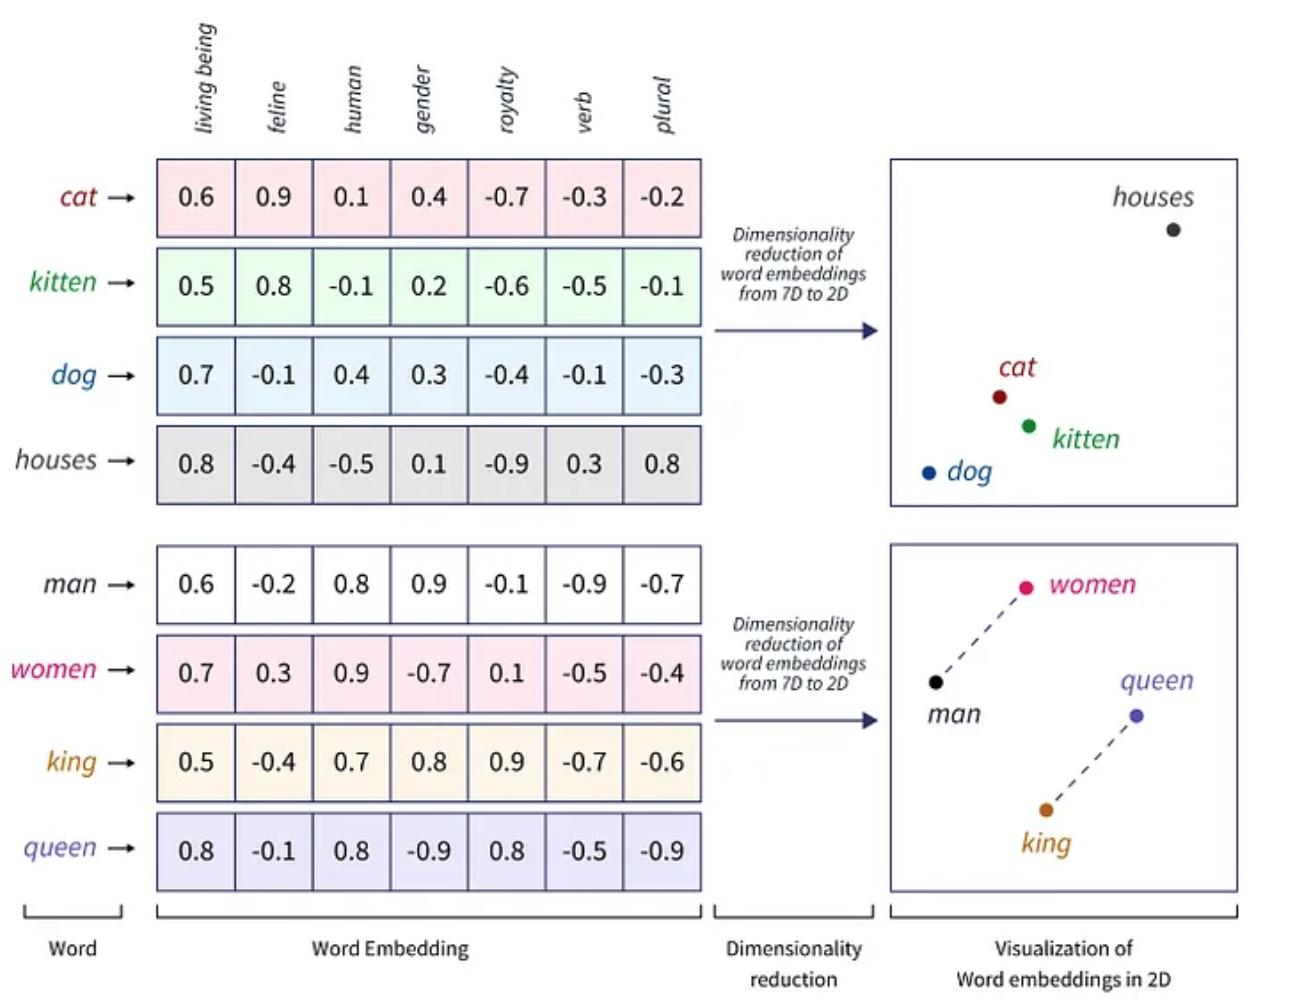 living being feline human gender royalty verb plural
cat 0.6 0.9 0.1 0.4 -0.7 -0.3 -0.2
kitten 0.5 0.8 -0.1 0.2 -0.6 -0.5 -0.1
dog 0.7 -0.1 0.4 0.3 -0.4 -0.1 -0.3
houses 0.8 -0.4 -0.5 0.1 -0.9 0.3 0.8
Dimensionality
reduction of
word embeddings
from 7D to 2D
houses
cat
kitten
dog
man 0.6 -0.2 0.8 0.9 -0.1 -0.9 -0.7
women 0.7 0.3 0.9 -0.7 0.1 -0.5 -0.4
king 0.5 -0.4 0.7 0.8 0.9 -0.7 -0.6
queen 0.8 -0.1 0.8 -0.9 0.8 -0.5 -0.9
Dimensionality
reduction of
word embeddings
from 7D to 2D
women
queen
man
king
Word
Word Embedding
Dimensionality
reduction
Visualization of
Word embeddings in 2D